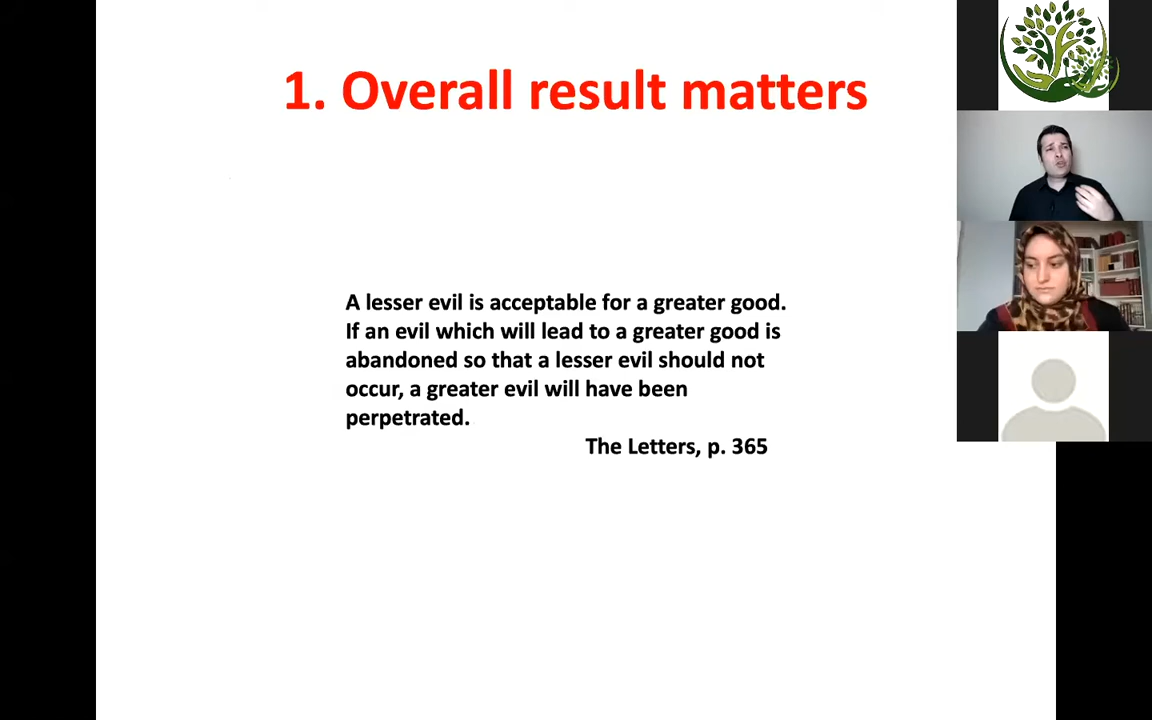 1. Overall result matters
A lesser evil is acceptable for a greater good.
If an evil which will lead to a greater good is
abandoned so that a lesser evil should not
occur, a greater evil will have been
perpetrated.
The Letters, p. 365